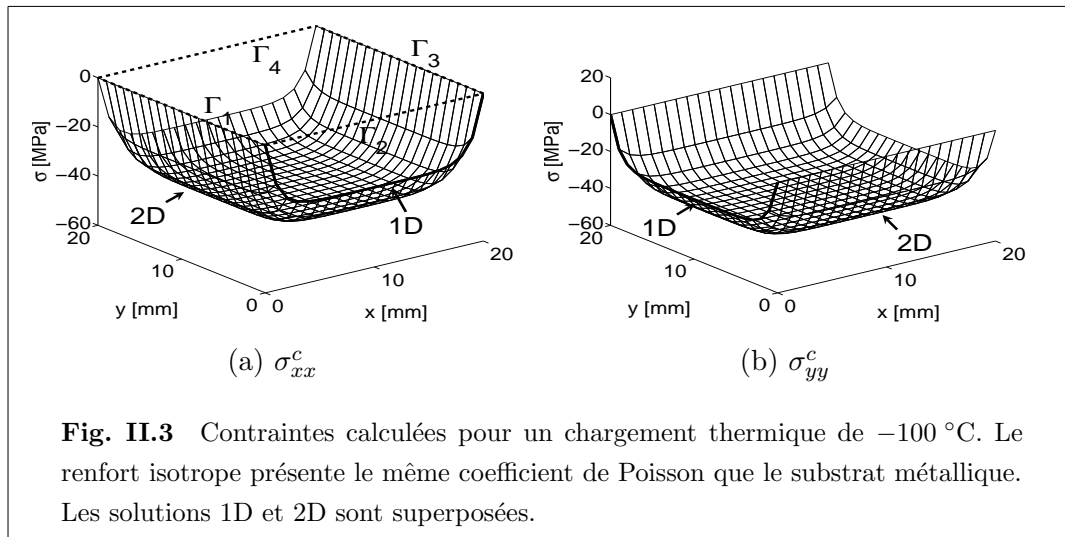 Γ4
Γ3
Γ1
Γ2
0
−20
−40
−60
σ [MPa]
20
10
0
y [mm]
0
10
20
x [mm]
2D
1D
(a) σ^c_xx
20
0
−20
−40
−60
σ [MPa]
20
10
0
y [mm]
0
10
20
x [mm]
1D
2D
(b) σ^c_yy
Fig. II.3 Contraintes calculées pour un chargement thermique de −100 °C. Le
renfort isotrope présente le même coefficient de Poisson que le substrat métallique.
Les solutions 1D et 2D sont superposées.